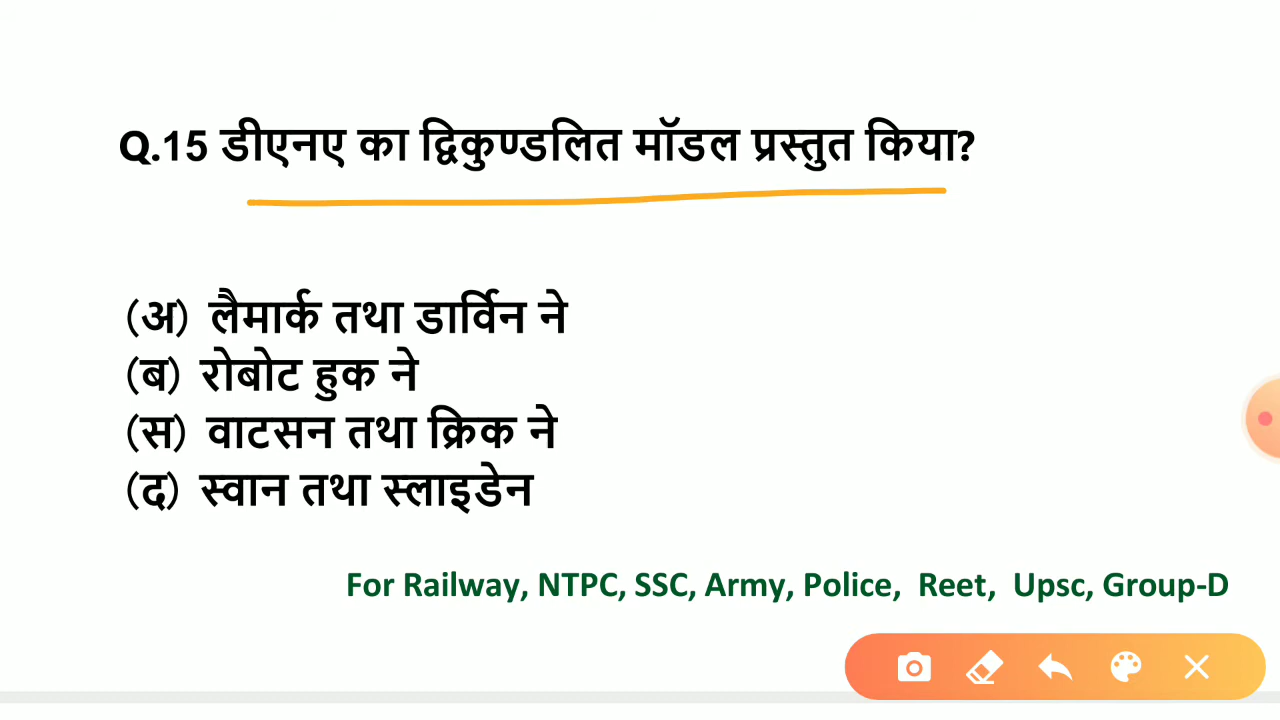 Q.15 डीएनए का द्विकुण्डलित मॉडल प्रस्तुत किया?
(अ) लैमार्क तथा डार्विन ने
(ब) रोबोट हुक ने
(स) वाटसन तथा क्रिक ने
(द) स्वान तथा स्लाइडेन
For Railway, NTPC, SSC, Army, Police, Reet, Upsc, Group-D